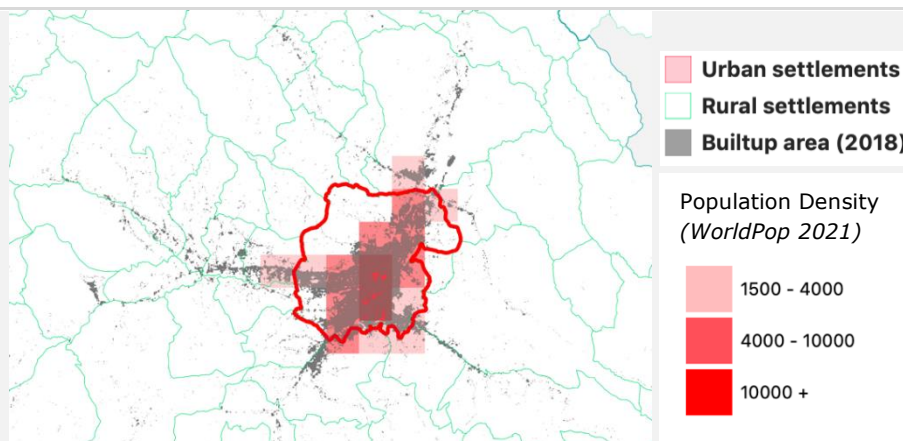 Urban settlements
Rural settlements
Builtup area (2018)
Population Density
(WorldPop 2021)
1500 - 4000
4000 - 10000
10000 +